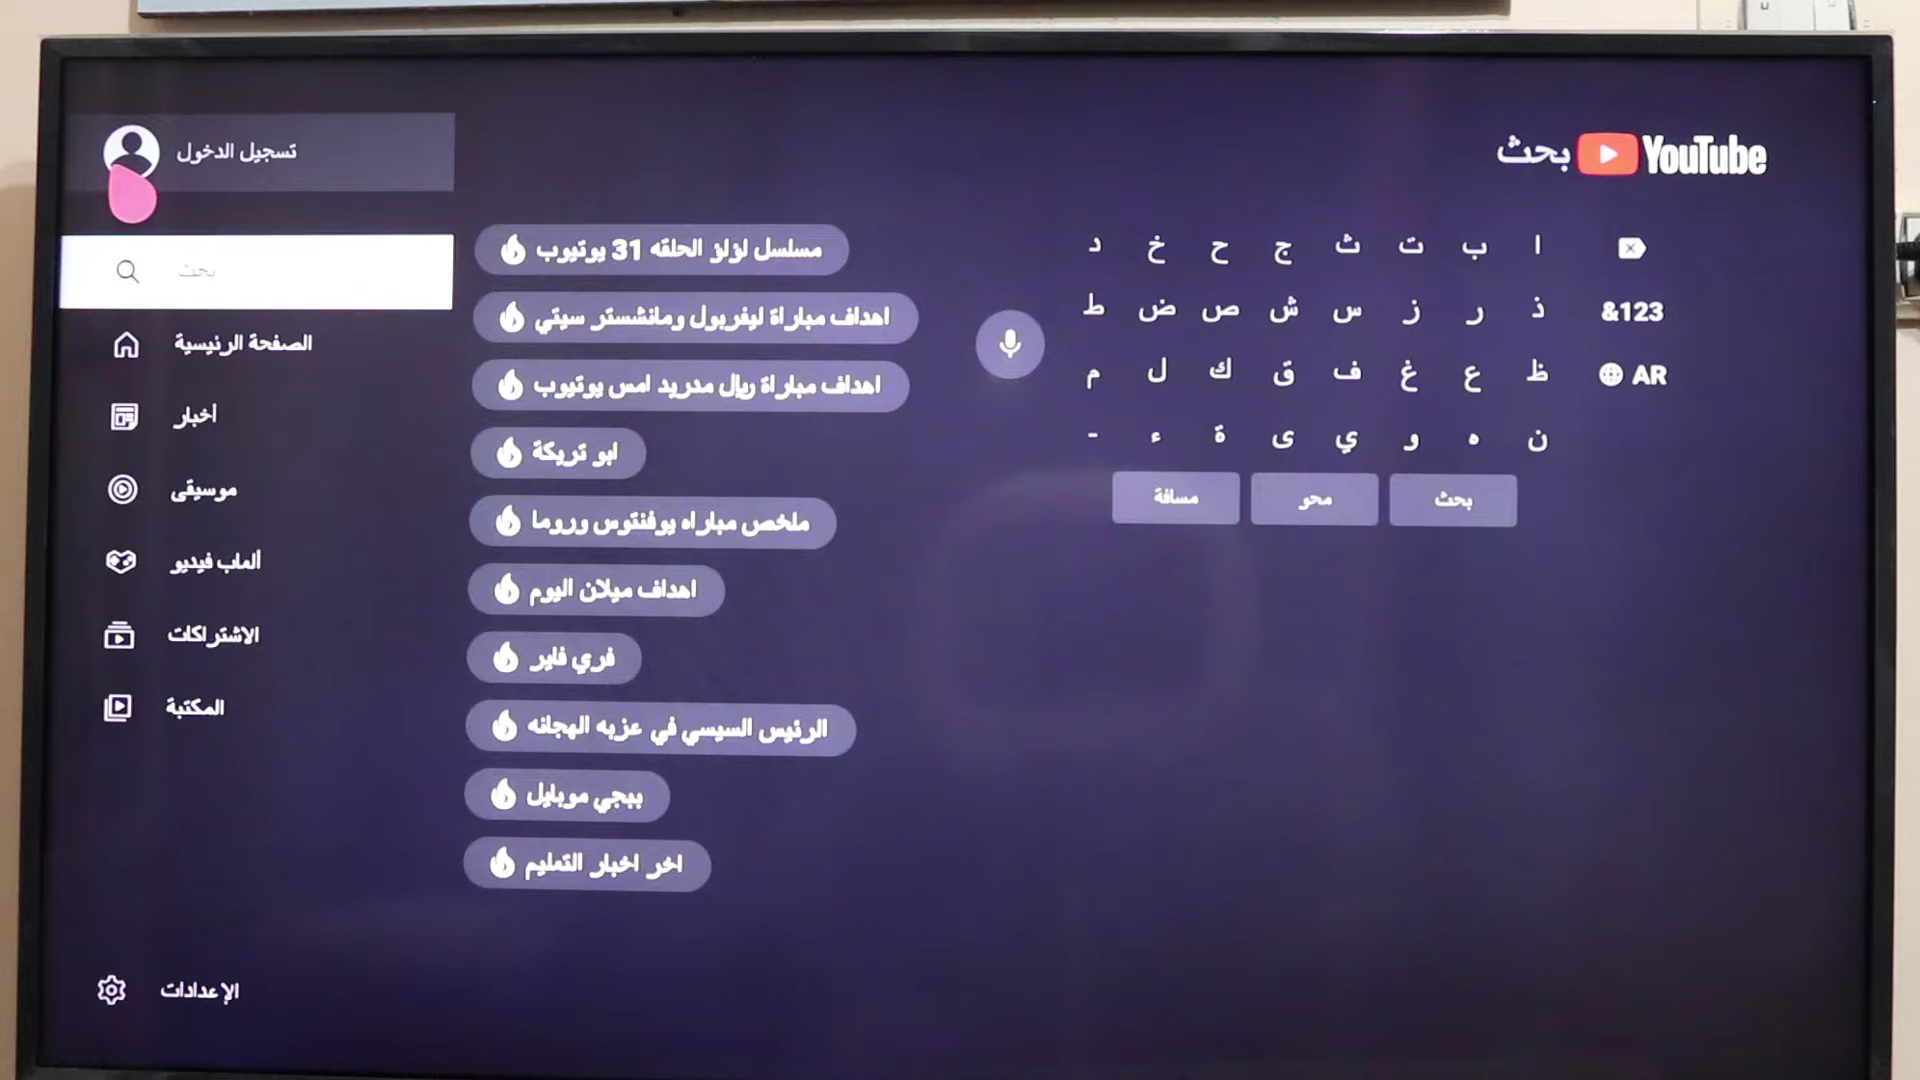 بحث YouTube
تسجيل الدخول
بحث
الصفحة الرئيسية
أخبار
موسيقى
ألعاب فيديو
الاشتراكات
المكتبة
الإعدادات
مسلسل لؤلؤ الحلقه 31 يوتيوب
اهداف مباراة ليفربول ومانشستر سيتي
اهداف مباراة ريال مدريد امس يوتيوب
ابو تريكة
ملخص مباراه يوفنتوس وروما
اهداف ميلان اليوم
فري فاير
الرئيس السيسي في عزبه الهجانه
ببجي موبايل
اخر اخبار التعليم
ا ب ت ث ج ح خ د
ذ ر ز س ش ص ض ط
&123
ظ ع غ ف ق ك ل م
AR
ن ه و ي ى ة ء -
بحث محو مسافة